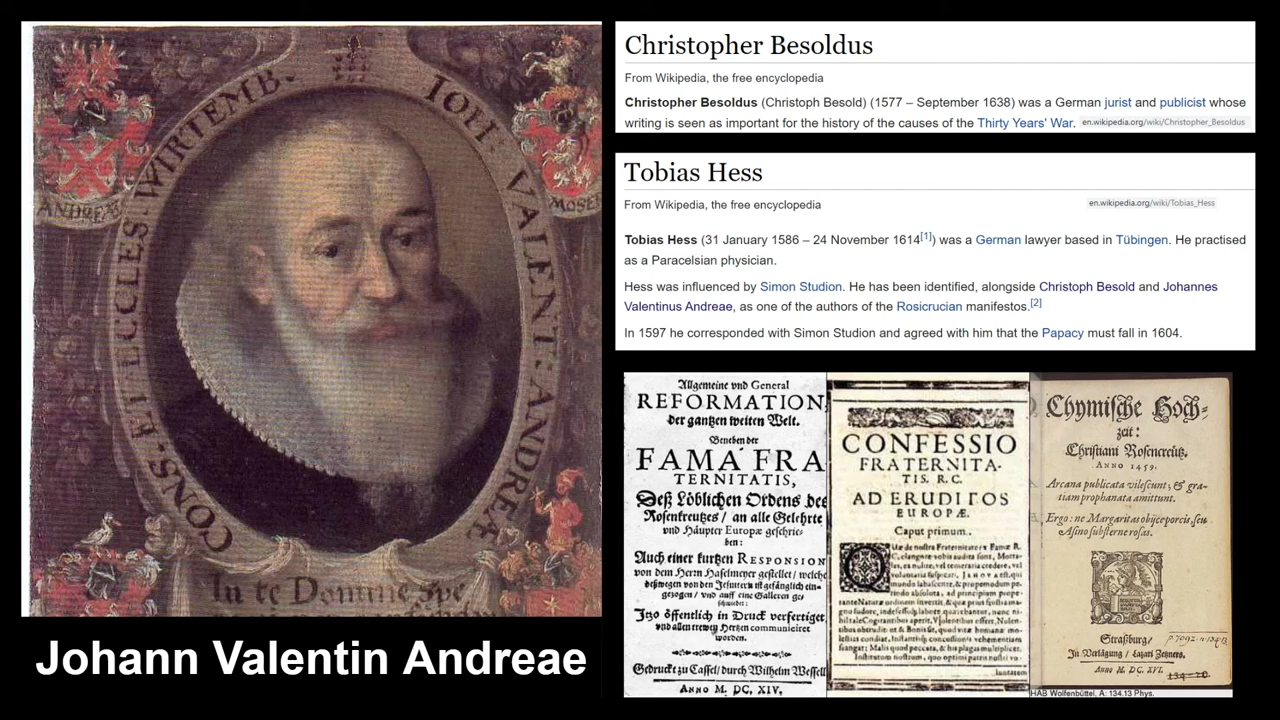 CONS. ET ECCLES. WIRTEMB.
IOH VALENT. ANDREÆ
ANDREÆ
MOSER
Johann Valentin Andreae
Christopher Besoldus
From Wikipedia, the free encyclopedia
Christopher Besoldus (Christoph Besold) (1577 – September 1638) was a German jurist and publicist whose
writing is seen as important for the history of the causes of the Thirty Years' War. en.wikipedia.org/wiki/Christopher_Besoldus
Tobias Hess
From Wikipedia, the free encyclopedia
en.wikipedia.org/wiki/Tobias_Hess
Tobias Hess (31 January 1586 – 24 November 1614[1]) was a German lawyer based in Tübingen. He practised
as a Paracelsian physician.
Hess was influenced by Simon Studion. He has been identified, alongside Christoph Besold and Johannes
Valentinus Andreae, as one of the authors of the Rosicrucian manifestos.[2]
In 1597 he corresponded with Simon Studion and agreed with him that the Papacy must fall in 1604.
Allgemeine vnd General
REFORMATION,
der gantzen weiten Welt.
Beneben der
FAMA FRA
TERNITATIS,
Deß Löblichen Ordens des
Rosenkreutzes / an alle Gelehrte
vnd Häupter Europæ geschrie-
ben:
Auch einer kurtzen RESPONSION
von dem Herrn Haselmeyer gestellet / welche
deßwegen von den Jesuitern ist gefänglich ein-
gezogen / vnd auff eine Galleren ge-
schmiedet:
Itzo öffentlich in Druck verfertiget,
vnd allen trewen Hertzen communiciret
worden.
Gedruckt zu Cassel / durch Wilhelm Wessell
ANNO M. DC, XIV,
CONFESSIO
FRATERNITA-
TIS. R. C.
AD ERUDITOS
EUROPÆ.
Caput primum.
Chymische Hoch-
zeit:
Christiani Rosencreütz.
ANNO 1459.
Arcana publicata vilescunt; & gra-
tiam prophanata amittunt.
Ergo: ne Margaritas obijce porcis, seu
Asino substerne rosas.
Straßburg /
In Verlägung / Lazari Zetzners.
Anno M. DC. XVI.
HAB Wolfenbüttel, A: 134.13 Phys.